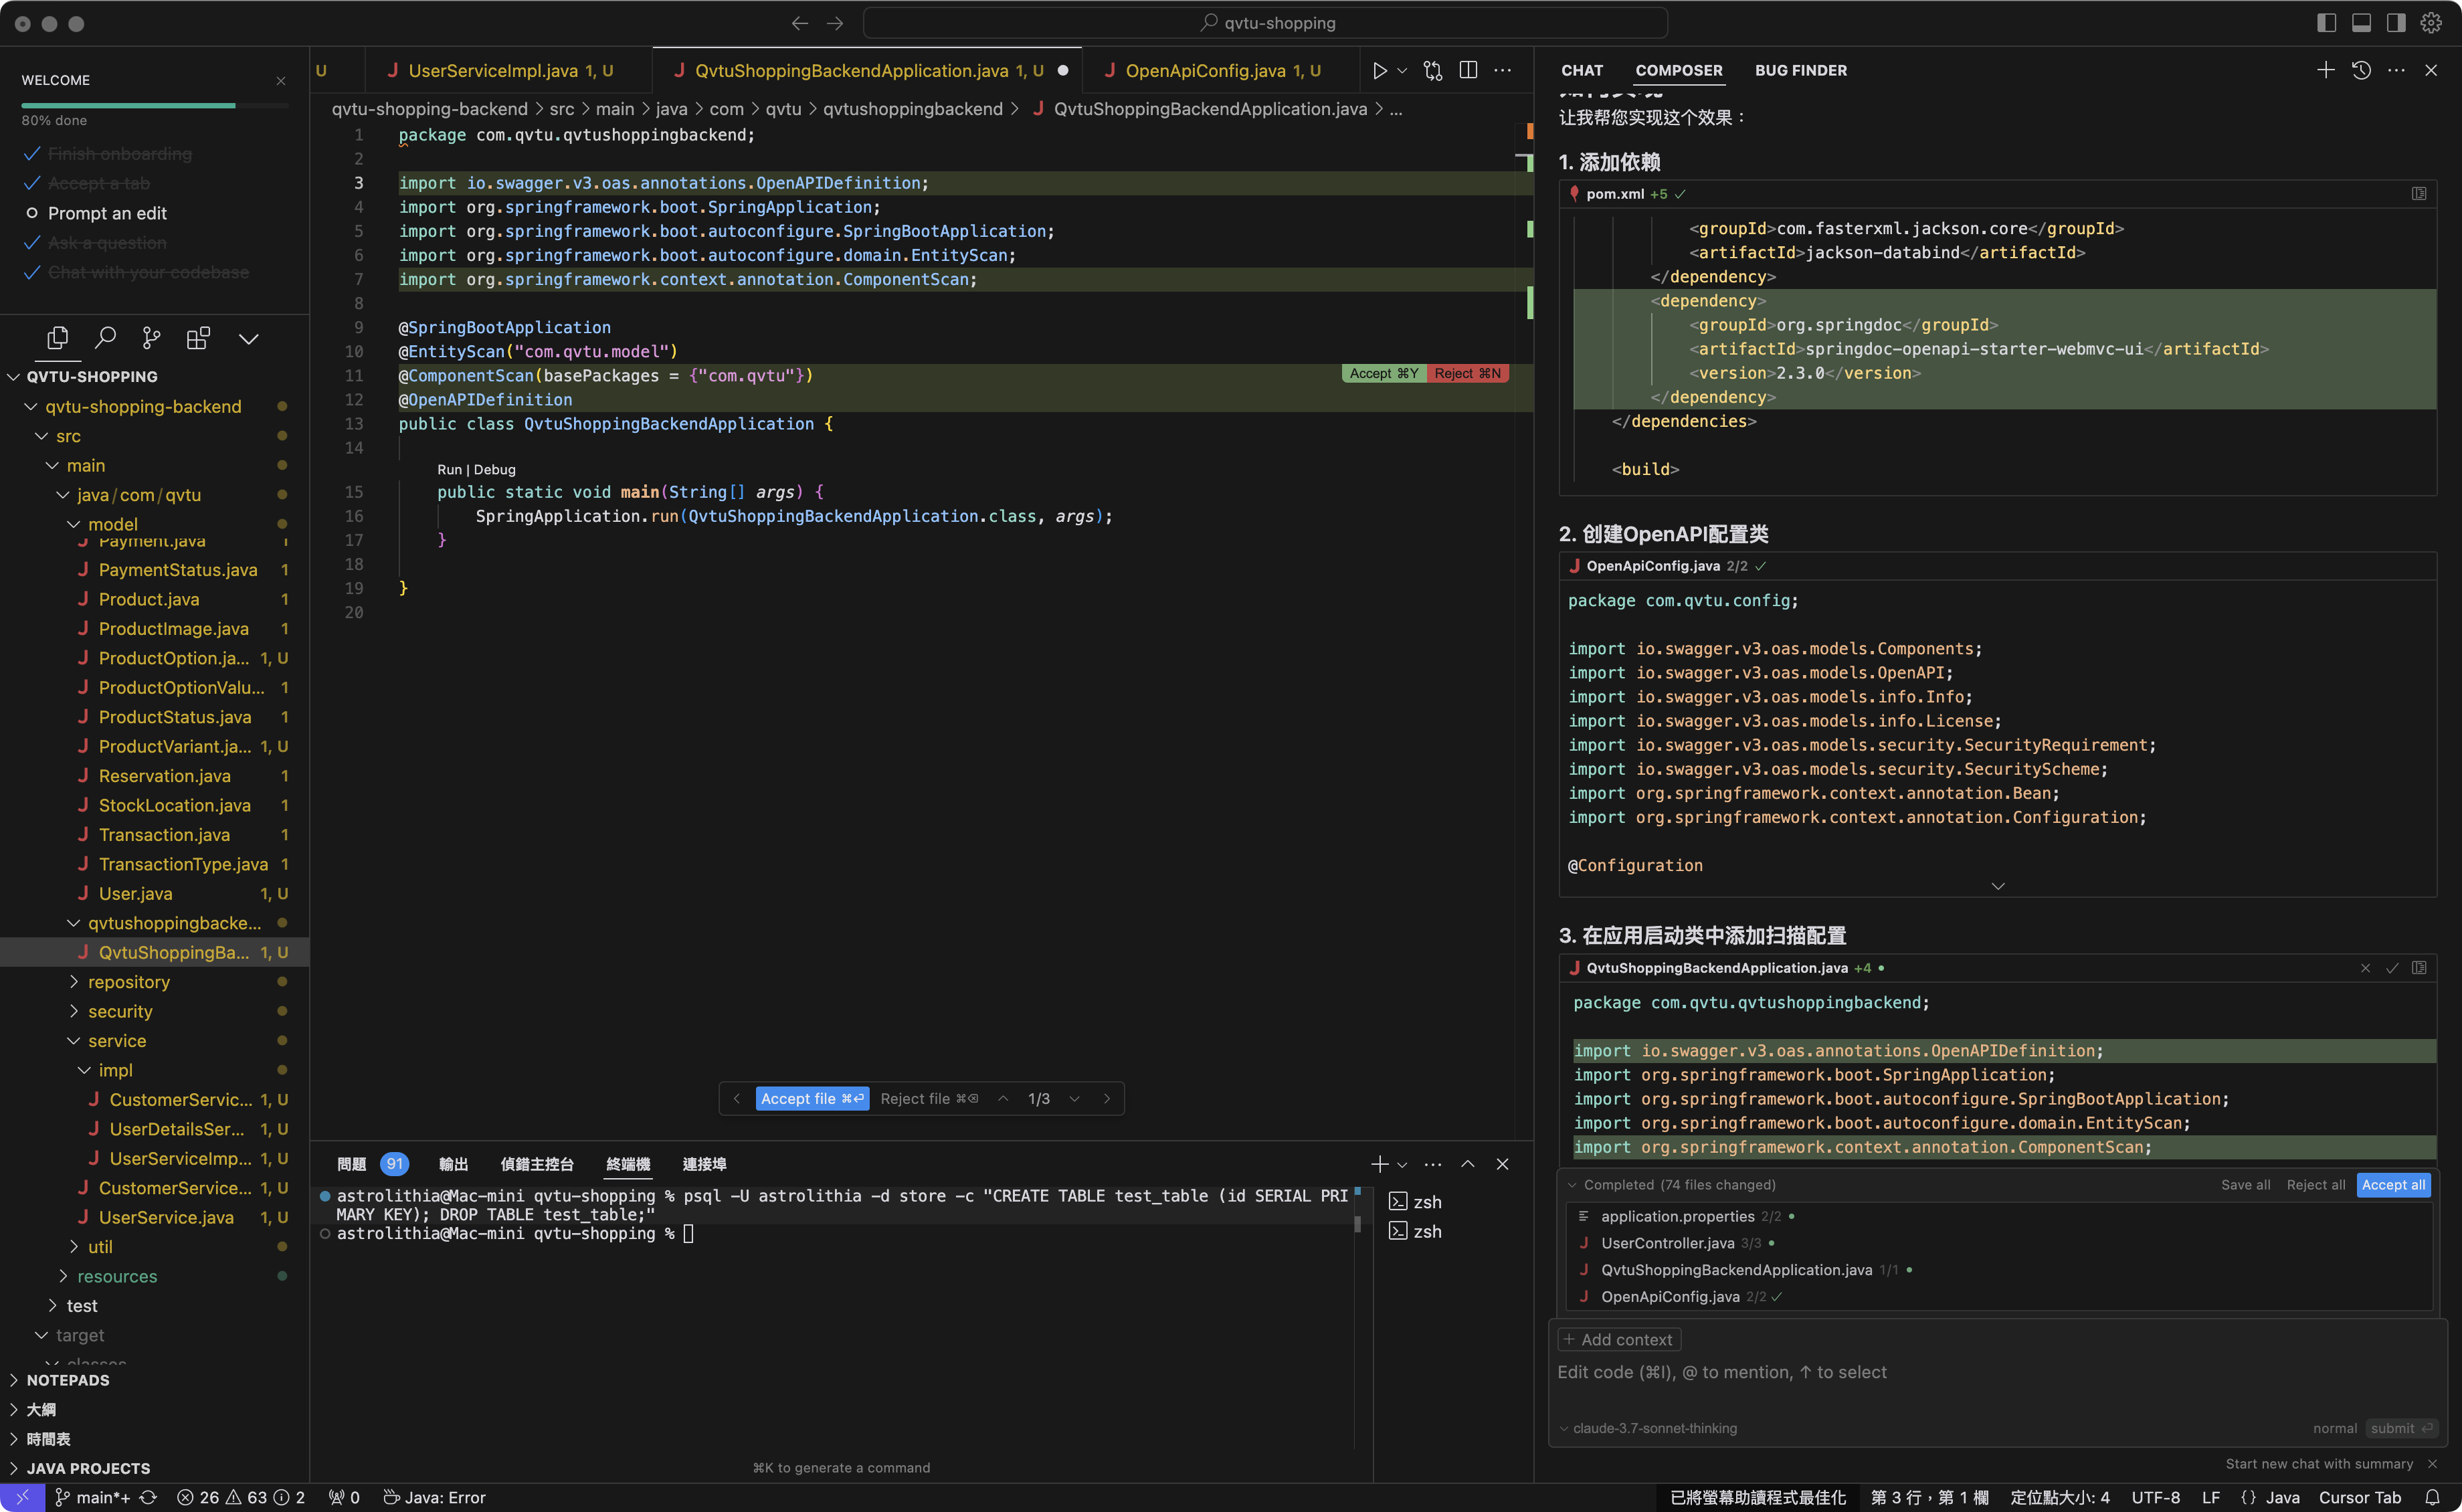 qvtu-shopping
WELCOME
80% done
Finish onboarding
Accept a tab
Prompt an edit
Ask a question
Chat with your codebase
QVTU-SHOPPING
qvtu-shopping-backend
src
main
java/com/qvtu
model
Payment.java 1
PaymentStatus.java 1
Product.java 1
ProductImage.java 1
ProductOption.ja... 1, U
ProductOptionValu... 1
ProductStatus.java 1
ProductVariant.ja... 1, U
Reservation.java 1
StockLocation.java 1
Transaction.java 1
TransactionType.java 1
User.java 1, U
qvtushoppingbacke...
QvtuShoppingBa... 1, U
repository
security
service
impl
CustomerServic... 1, U
UserDetailsSer... 1, U
UserServiceImp... 1, U
CustomerService... 1, U
UserService.java 1, U
util
resources
test
target
classes
NOTEPADS
大綱
時間表
JAVA PROJECTS
U
UserServiceImpl.java 1, U
QvtuShoppingBackendApplication.java 1, U
OpenApiConfig.java 1, U
qvtu-shopping-backend > src > main > java > com > qvtu > qvtushoppingbackend > QvtuShoppingBackendApplication.java > ...
1 package com.qvtu.qvtushoppingbackend;
2
3 import io.swagger.v3.oas.annotations.OpenAPIDefinition;
4 import org.springframework.boot.SpringApplication;
5 import org.springframework.boot.autoconfigure.SpringBootApplication;
6 import org.springframework.boot.autoconfigure.domain.EntityScan;
7 import org.springframework.context.annotation.ComponentScan;
8
9 @SpringBootApplication
10 @EntityScan("com.qvtu.model")
11 @ComponentScan(basePackages = {"com.qvtu"})
Accept ⌘Y Reject ⌘N
12 @OpenAPIDefinition
13 public class QvtuShoppingBackendApplication {
14
Run | Debug
15 public static void main(String[] args) {
16 SpringApplication.run(QvtuShoppingBackendApplication.class, args);
17 }
18
19 }
20
Accept file ⌘⏎ Reject file ⌘⌫ 1/3
問題 91 輸出 偵錯主控台 終端機 連接埠
astrolithia@Mac-mini qvtu-shopping % psql -U astrolithia -d store -c "CREATE TABLE test_table (id SERIAL PRI
MARY KEY); DROP TABLE test_table;"
astrolithia@Mac-mini qvtu-shopping %
zsh
zsh
⌘K to generate a command
CHAT COMPOSER BUG FINDER
让我帮您实现这个效果：
1. 添加依赖
pom.xml +5
<groupId>com.fasterxml.jackson.core</groupId>
<artifactId>jackson-databind</artifactId>
</dependency>
<dependency>
<groupId>org.springdoc</groupId>
<artifactId>springdoc-openapi-starter-webmvc-ui</artifactId>
<version>2.3.0</version>
</dependency>
</dependencies>
<build>
2. 创建OpenAPI配置类
OpenApiConfig.java 2/2
package com.qvtu.config;
import io.swagger.v3.oas.models.Components;
import io.swagger.v3.oas.models.OpenAPI;
import io.swagger.v3.oas.models.info.Info;
import io.swagger.v3.oas.models.info.License;
import io.swagger.v3.oas.models.security.SecurityRequirement;
import io.swagger.v3.oas.models.security.SecurityScheme;
import org.springframework.context.annotation.Bean;
import org.springframework.context.annotation.Configuration;
@Configuration
3. 在应用启动类中添加扫描配置
QvtuShoppingBackendApplication.java +4
package com.qvtu.qvtushoppingbackend;
import io.swagger.v3.oas.annotations.OpenAPIDefinition;
import org.springframework.boot.SpringApplication;
import org.springframework.boot.autoconfigure.SpringBootApplication;
import org.springframework.boot.autoconfigure.domain.EntityScan;
import org.springframework.context.annotation.ComponentScan;
Completed (74 files changed) Save all Reject all Accept all
application.properties 2/2
UserController.java 3/3
QvtuShoppingBackendApplication.java 1/1
OpenApiConfig.java 2/2
+ Add context
Edit code (⌘I), @ to mention, ↑ to select
claude-3.7-sonnet-thinking normal submit ⏎
Start new chat with summary
main*+ 26 63 2 0 Java: Error
已將螢幕助讀程式最佳化 第 3 行，第 1 欄 定位點大小: 4 UTF-8 LF {} Java Cursor Tab